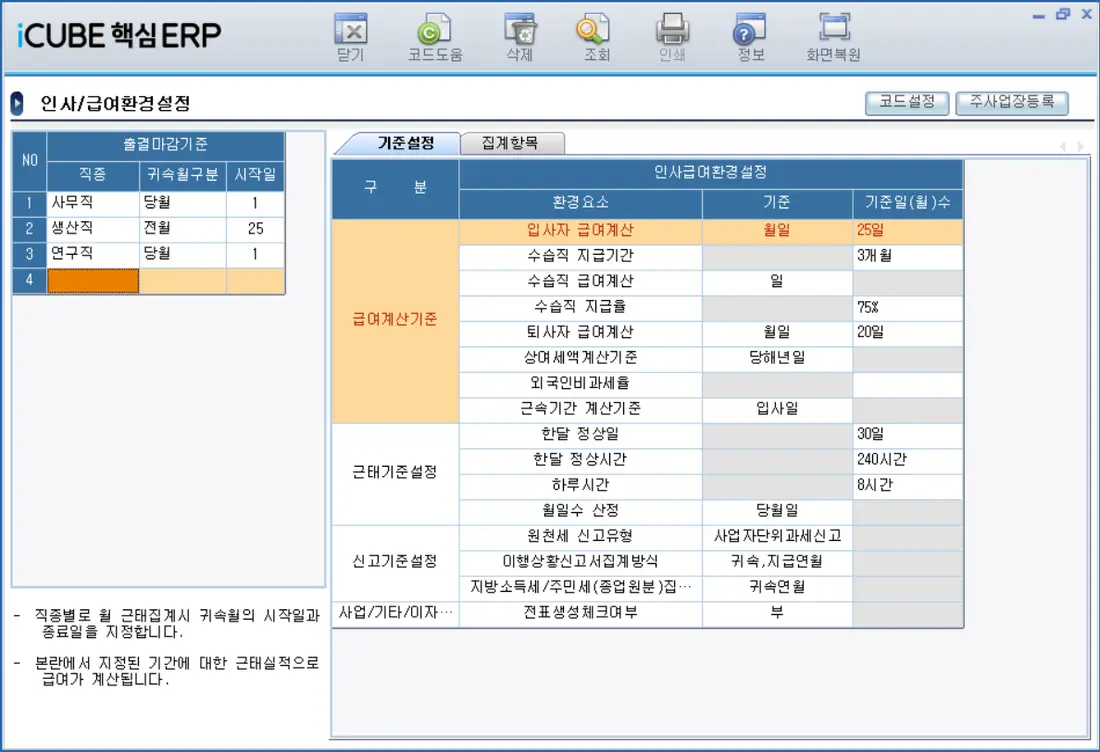 iCUBE 핵심ERP
닫기 코드도움 삭제 조회 인쇄 정보 화면복원
인사/급여환경설정
코드설정 주사업장등록
NO 출결마감기준
직종 귀속월구분 시작일
1 사무직 당월 1
2 생산직 전월 25
3 연구직 당월 1
4
- 직종별로 월 근태집계시 귀속월의 시작일과
종료일을 지정합니다.
- 본란에서 지정된 기간에 대한 근태실적으로
급여가 계산됩니다.
기준설정 집계항목
구 분 인사급여환경설정
환경요소 기준 기준일(월)수
급여계산기준
입사자 급여계산 월일 25일
수습직 지급기간 3개월
수습직 급여계산 일
수습직 지급율 75%
퇴사자 급여계산 월일 20일
상여세액계산기준 당해년일
외국인비과세율
근속기간 계산기준 입사일
근태기준설정
한달 정상일 30일
한달 정상시간 240시간
하루시간 8시간
월일수 산정 당월일
신고기준설정
원천세 신고유형 사업자단위과세신고
이행상황신고서집계방식 귀속,지급연월
지방소득세/주민세(종업원분)집… 귀속연월
사업/기타/이자… 전표생성체크여부 부